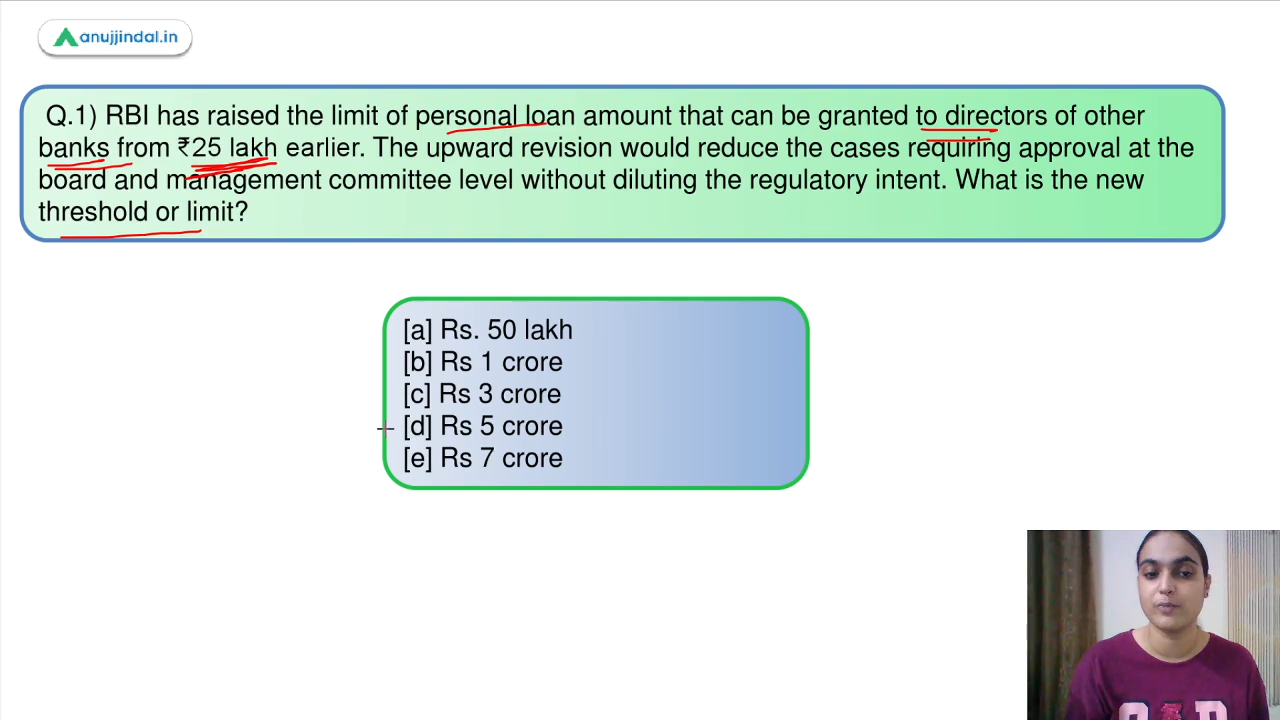 anujjindal.in
Q.1) RBI has raised the limit of personal loan amount that can be granted to directors of other
banks from ₹25 lakh earlier. The upward revision would reduce the cases requiring approval at the
board and management committee level without diluting the regulatory intent. What is the new
threshold or limit?
[a] Rs. 50 lakh
[b] Rs 1 crore
[c] Rs 3 crore
[d] Rs 5 crore
[e] Rs 7 crore